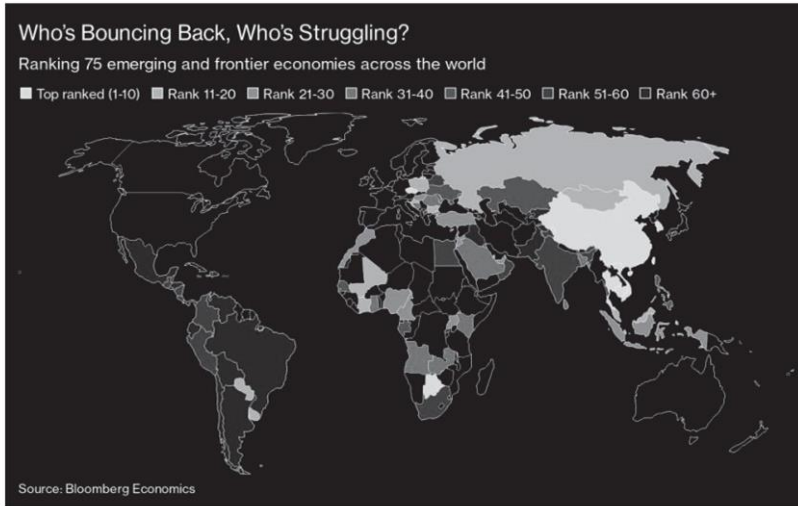 Who's Bouncing Back, Who's Struggling?
Ranking 75 emerging and frontier economies across the world
Top ranked (1-10) Rank 11-20 Rank 21-30 Rank 31-40 Rank 41-50 Rank 51-60 Rank 60+
Source: Bloomberg Economics